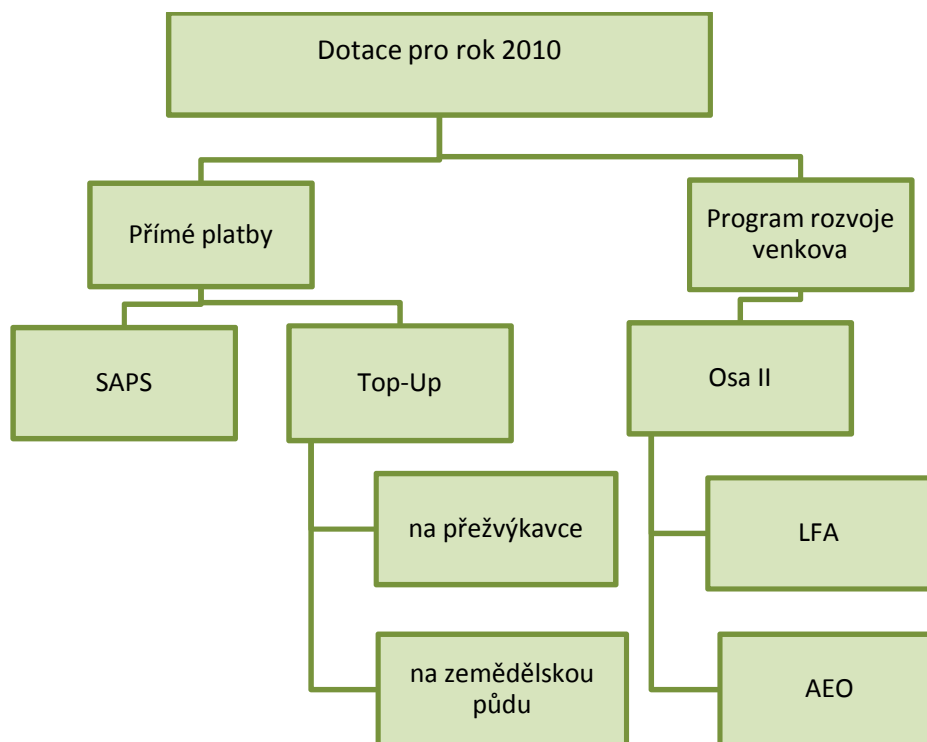 Dotace pro rok 2010
Přímé platby
Program rozvoje
venkova
SAPS
Top-Up
Osa II
na přežvýkavce
LFA
na zemědělskou
půdu
AEO